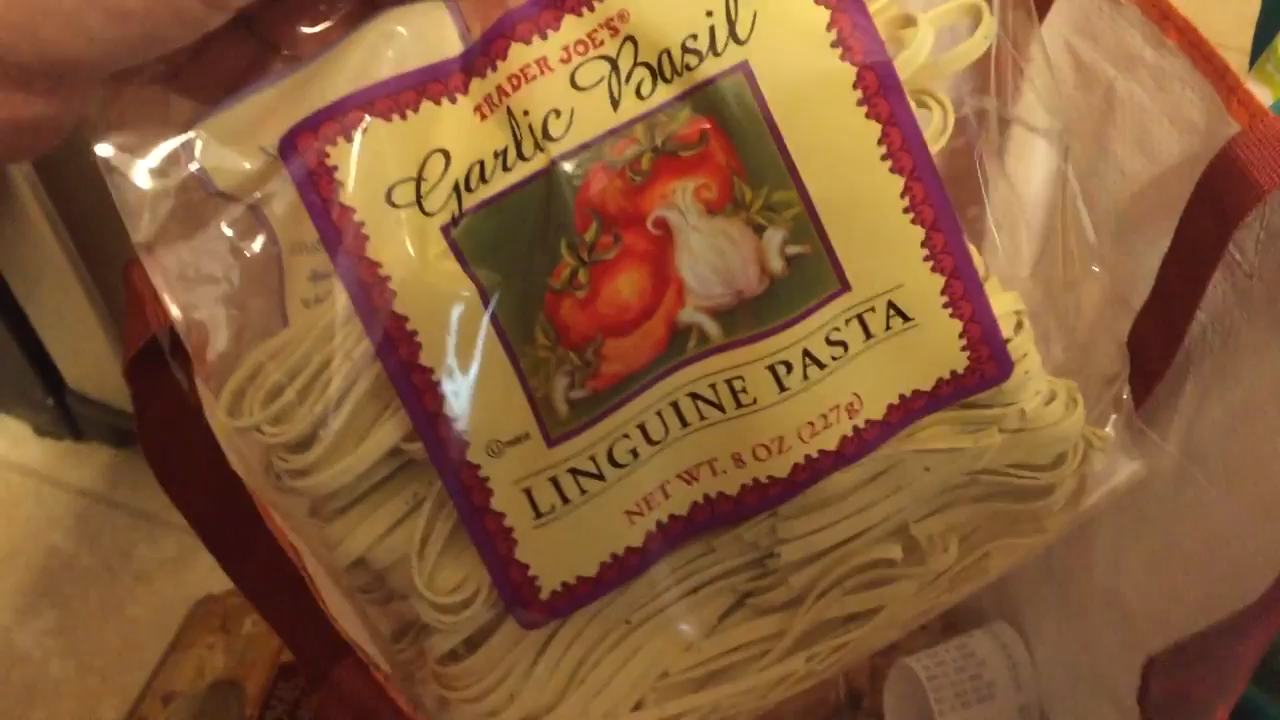 TRADER JOE'S®
Garlic Basil
LINGUINE PASTA
NET WT. 8 OZ (227g)